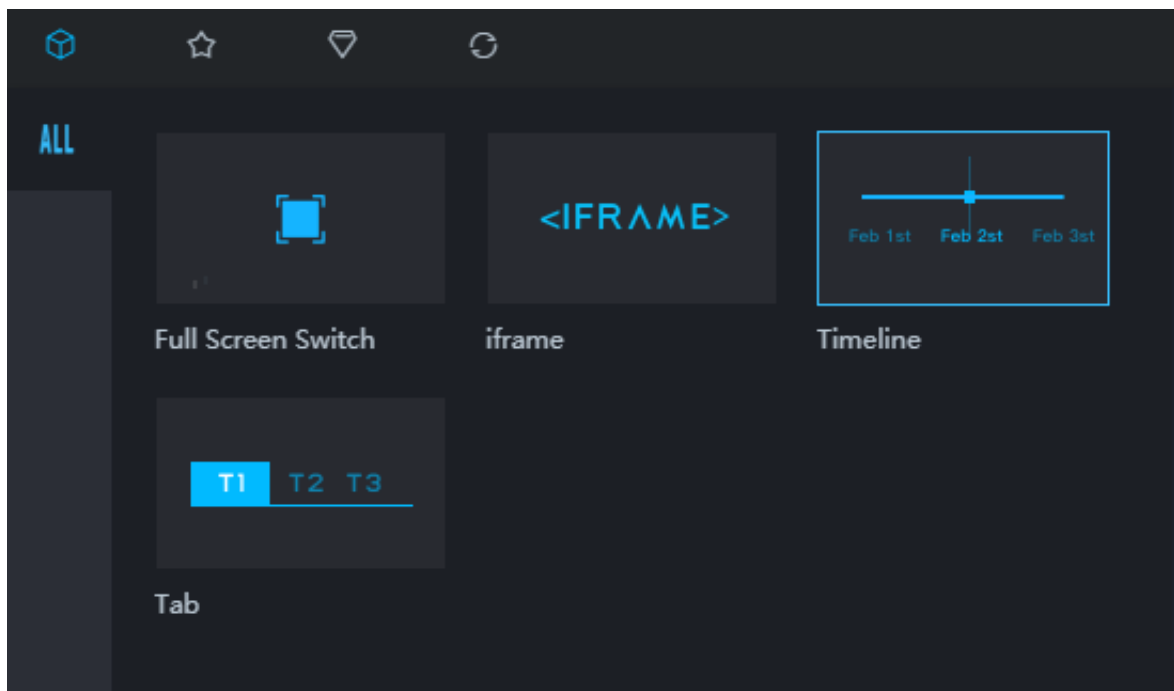 ALL
<IFRAME>
Feb 1st Feb 2st Feb 3st
Full Screen Switch iframe Timeline
T1 T2 T3
Tab